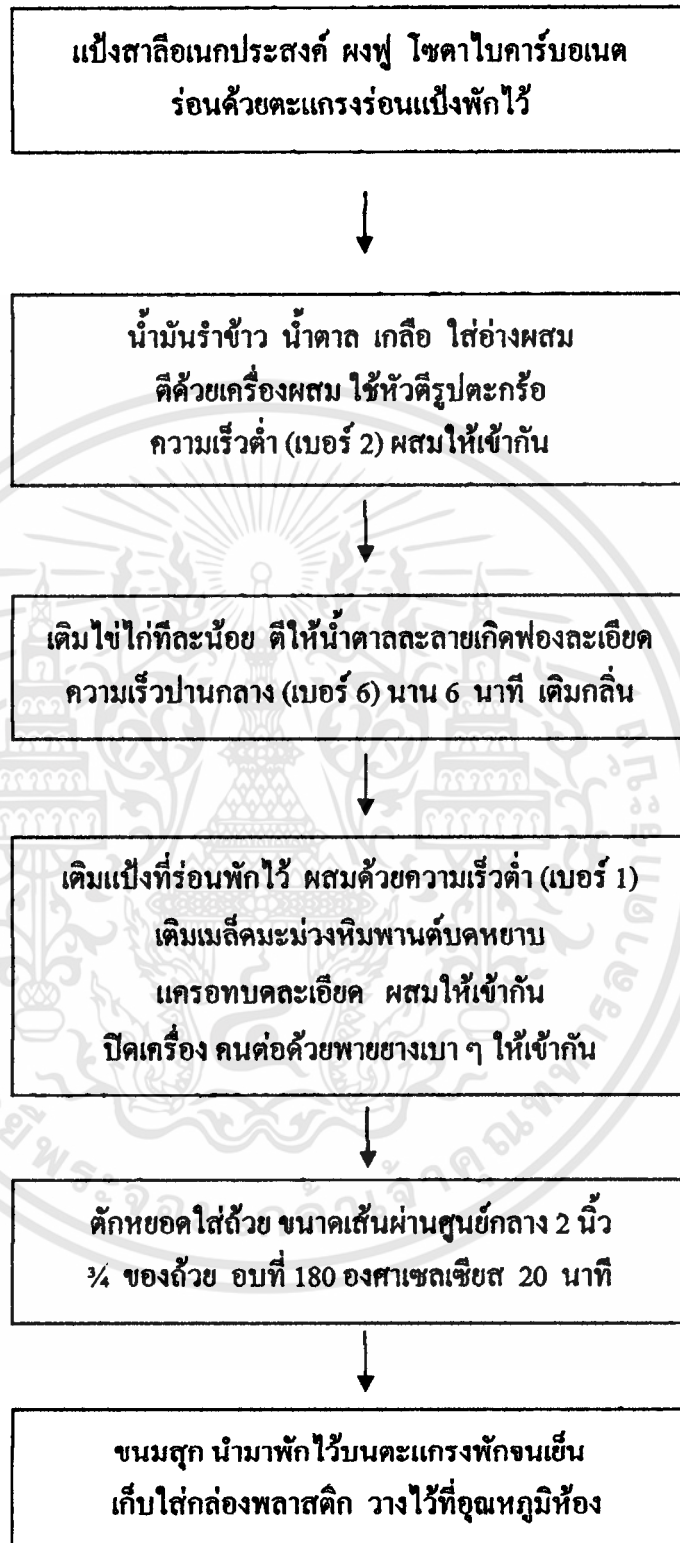 แป้งสาลีอเนกประสงค์ ผงฟู โซดาไบคาร์บอเนต
ร่อนด้วยตะแกรงร่อนแป้งพักไว้
น้ำมันรำข้าว น้ำตาล เกลือ ใส่อ่างผสม
ตีด้วยเครื่องผสม ใช้หัวตีรูปตะกร้อ
ความเร็วต่ำ (เบอร์ 2) ผสมให้เข้ากัน
เติมไข่ไก่ทีละน้อย ตีให้น้ำตาลละลายเกิดฟองละเอียด
ความเร็วปานกลาง (เบอร์ 6) นาน 6 นาที เติมกลิ่น
เติมแป้งที่ร่อนพักไว้ ผสมด้วยความเร็วต่ำ (เบอร์ 1)
เติมเมล็ดมะม่วงหิมพานต์บดหยาบ
แครอทบดละเอียด ผสมให้เข้ากัน
ปิดเครื่อง คนต่อด้วยพายยางเบา ๆ ให้เข้ากัน
ตักหยอดใส่ถ้วย ขนาดเส้นผ่านศูนย์กลาง 2 นิ้ว
¾ ของถ้วย อบที่ 180 องศาเซลเซียส 20 นาที
ขนมสุก นำมาพักไว้บนตะแกรงพักจนเย็น
เก็บใส่กล่องพลาสติก วางไว้ที่อุณหภูมิห้อง